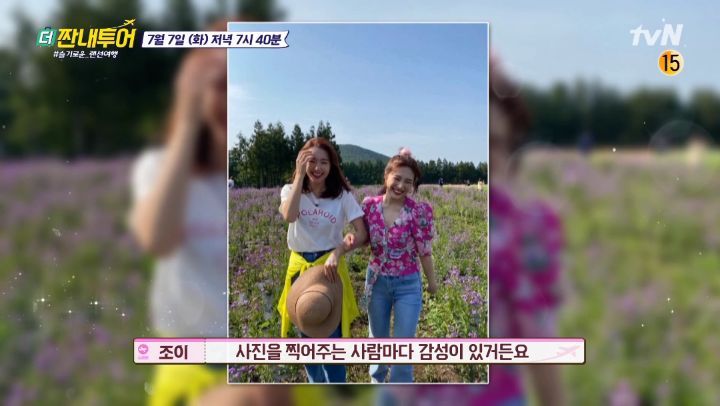 더 짠내투어
#슬기로운_랜선여행
7월 7일 (화) 저녁 7시 40분
tvN
15
POLAROID
조이
사진을 찍어주는 사람마다 감성이 있거든요